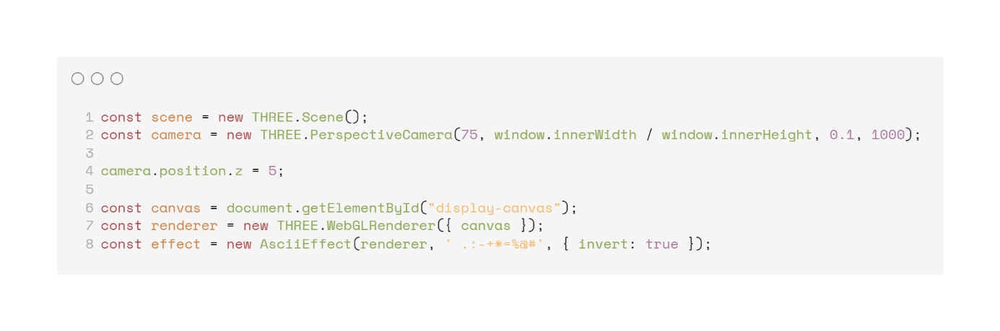 1 const scene = new THREE.Scene();
2 const camera = new THREE.PerspectiveCamera(75, window.innerWidth / window.innerHeight, 0.1, 1000);
3
4 camera.position.z = 5;
5
6 const canvas = document.getElementById("display-canvas");
7 const renderer = new THREE.WebGLRenderer({ canvas });
8 const effect = new AsciiEffect(renderer, ' .:-+*=%@#', { invert: true });